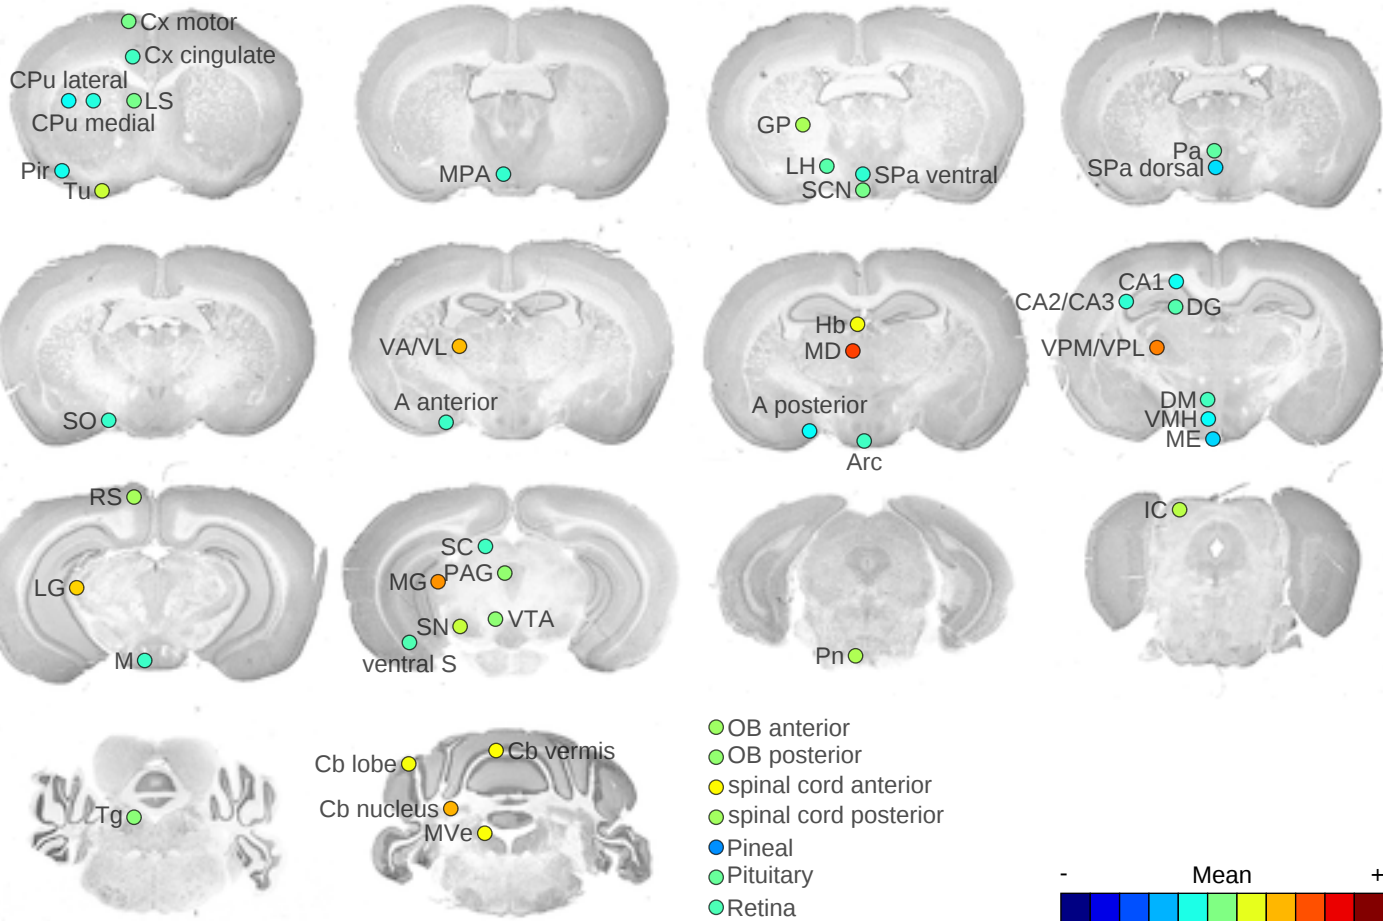 Cx motor
Cx cingulate
CPu lateral
LS
CPu medial
Pir
Tu
MPA
GP
LH
SPa ventral
SCN
Pa
SPa dorsal
SO
VA/VL
A anterior
Hb
MD
A posterior
Arc
CA1
CA2/CA3
DG
VPM/VPL
DM
VMH
ME
RS
LG
M
SC
PAG
MG
VTA
SN
ventral S
Pn
IC
Tg
Cb vermis
Cb lobe
Cb nucleus
MVe
OB anterior
OB posterior
spinal cord anterior
spinal cord posterior
Pineal
Pituitary
Retina
- Mean +